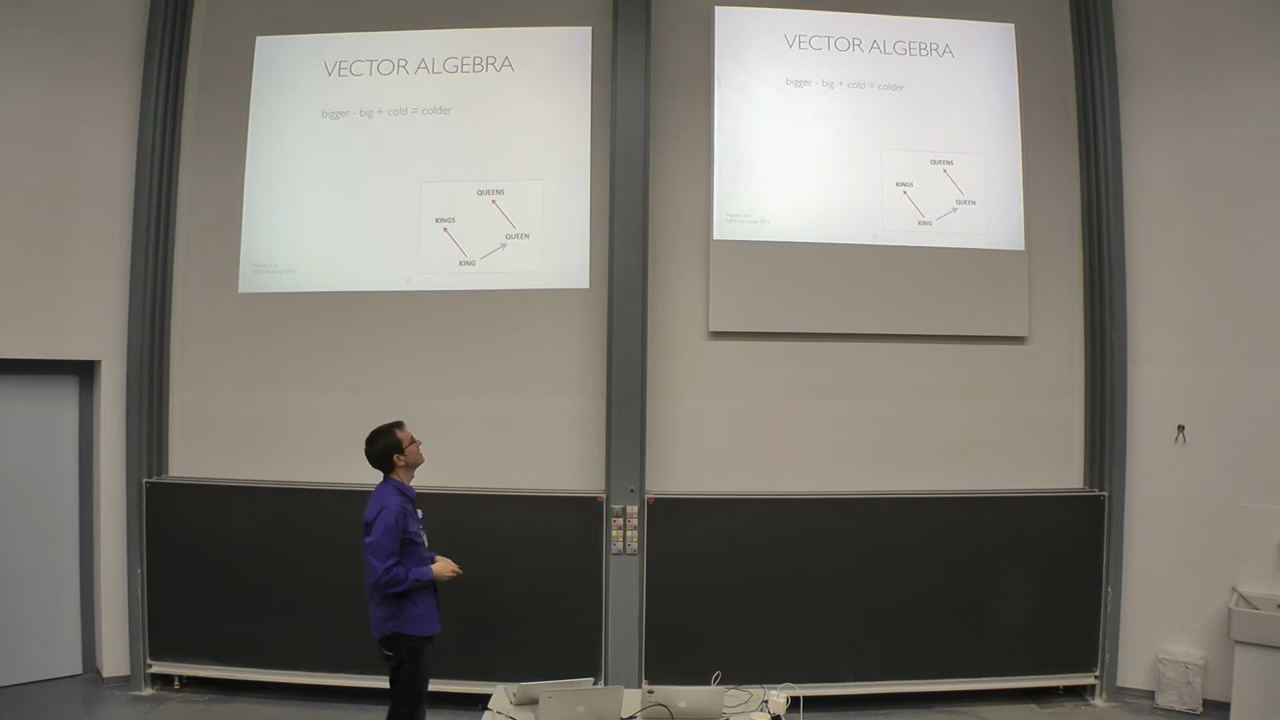 VECTOR ALGEBRA
bigger - big + cold = colder
QUEENS
KINGS
QUEEN
KING
VECTOR ALGEBRA
bigger - big + cold = colder
QUEENS
KINGS
QUEEN
KING